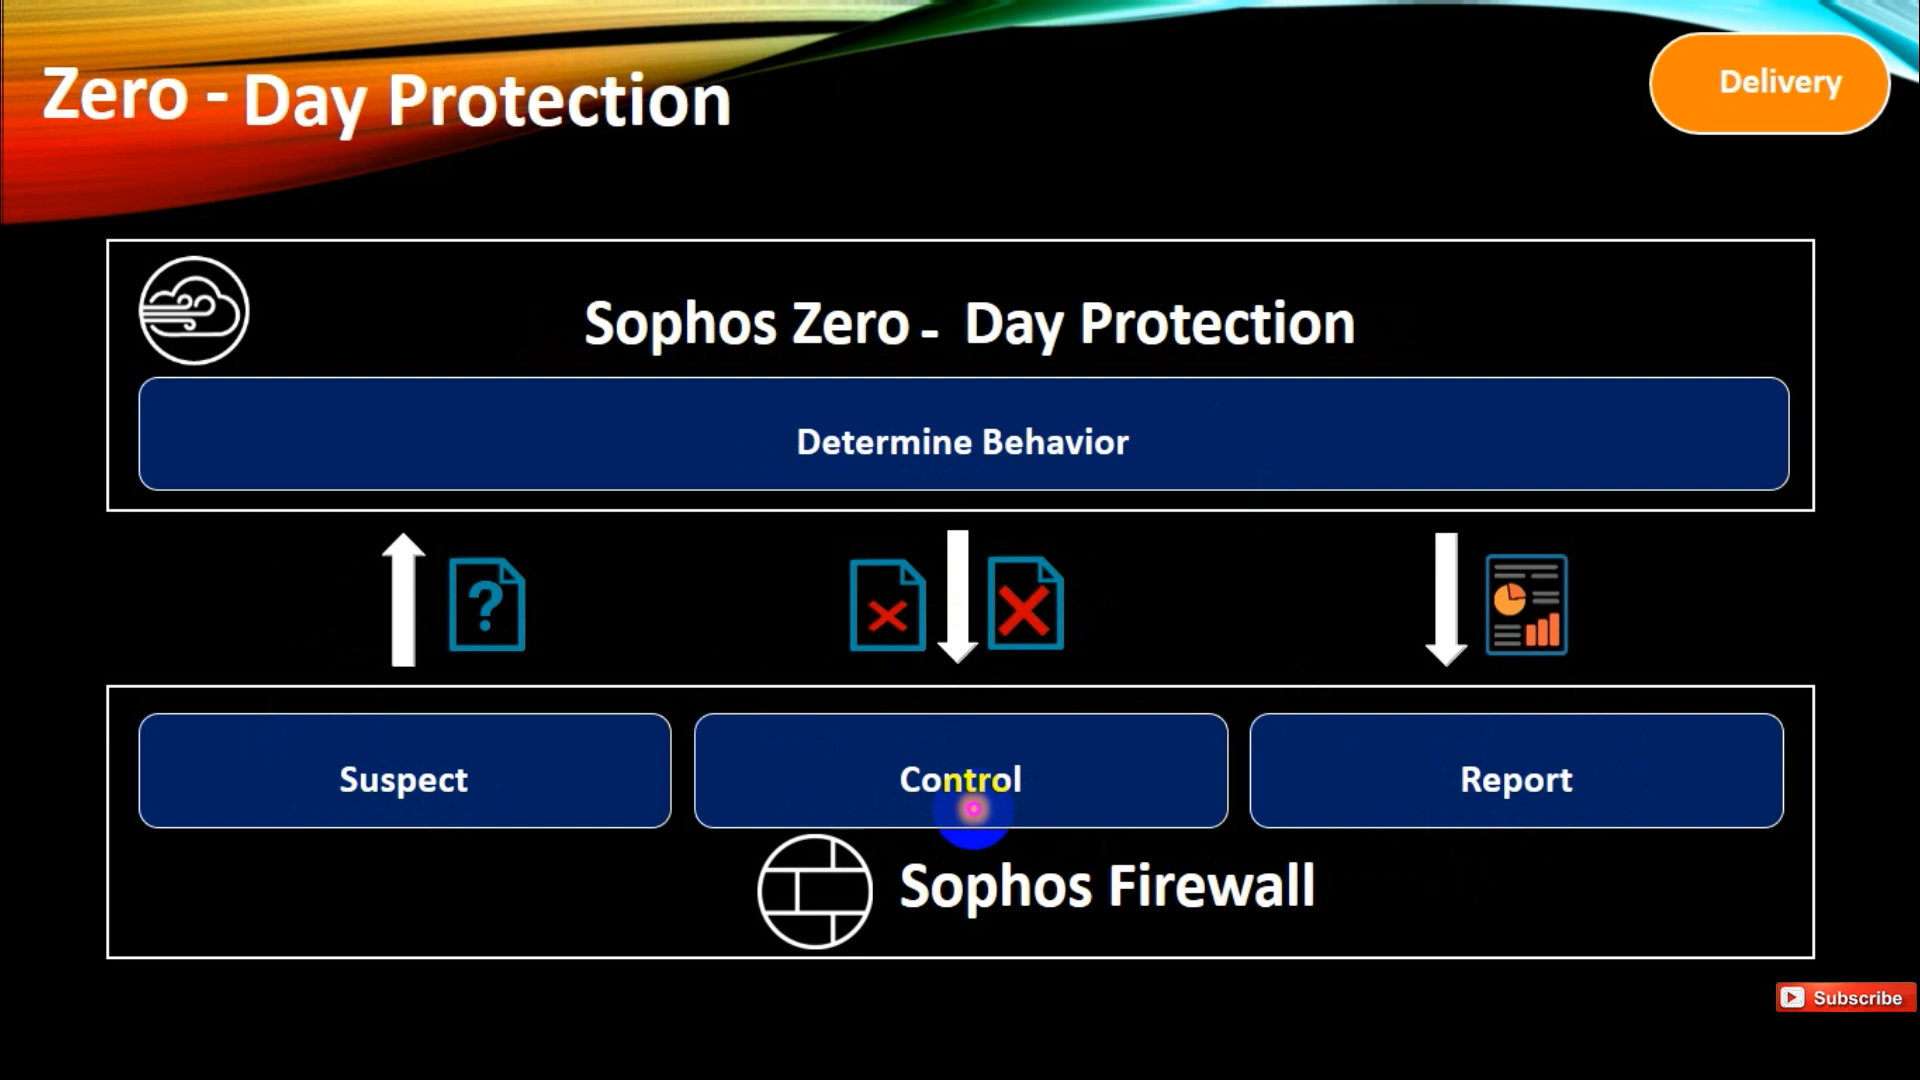 Zero - Day Protection
Delivery
Sophos Zero - Day Protection
Determine Behavior
?
Suspect
Control
Report
Sophos Firewall
Subscribe